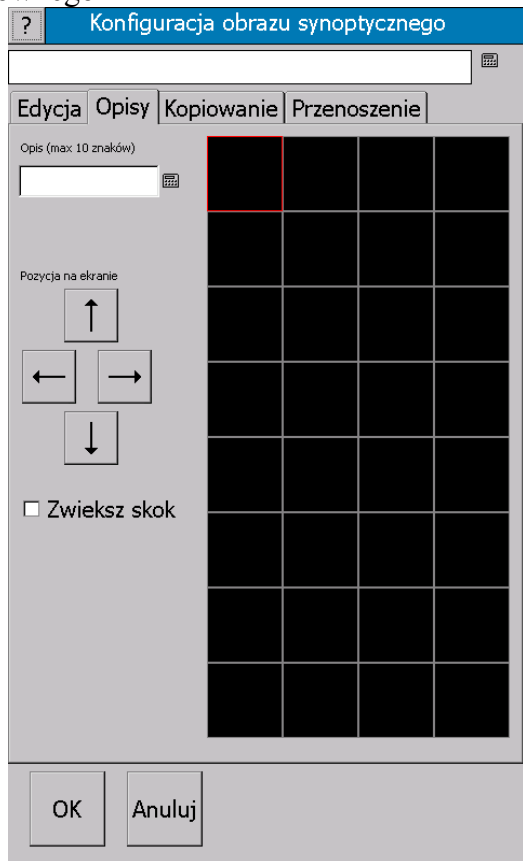 ? Konfiguracja obrazu synoptycznego
Edycja Opisy Kopiowanie Przenoszenie
Opis (max 10 znaków)
Pozycja na ekranie
↑
← →
↓
Zwieksz skok
OK Anuluj